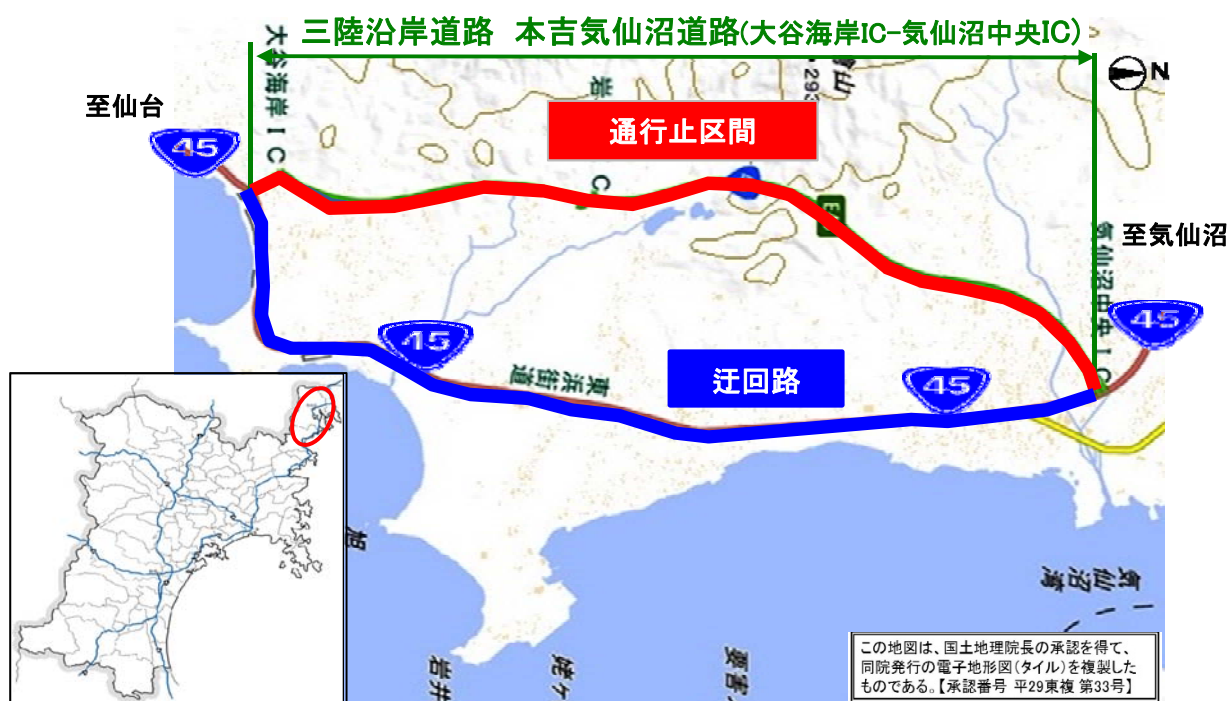 三陸沿岸道路 本吉気仙沼道路(大谷海岸IC-気仙沼中央IC)
N
至仙台
45
大谷海岸IC
通行止区間
293
至気仙沼
気仙沼中央IC
45
45
東浜街道
迂回路
45
気仙沼湾
この地図は、国土地理院長の承認を得て、
同院発行の電子地形図(タイル)を複製した
ものである。【承認番号 平29東複 第33号】